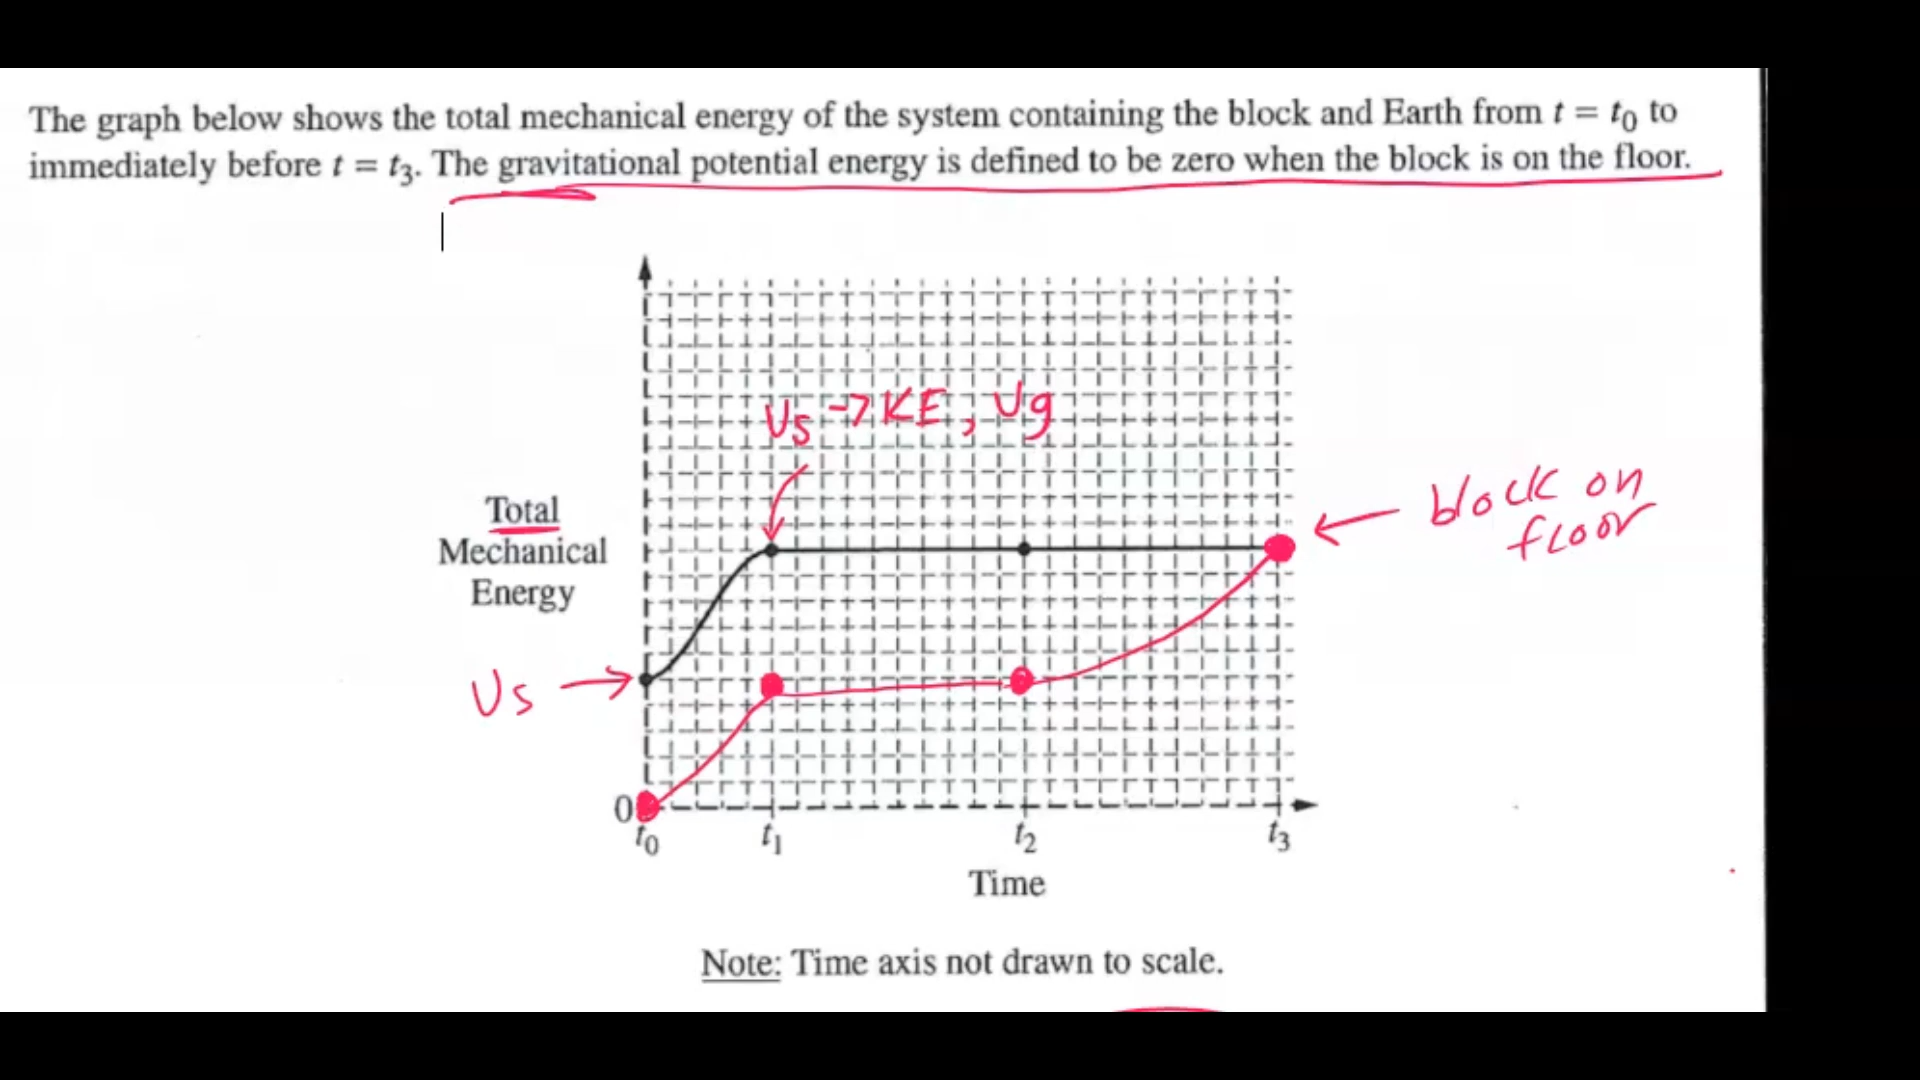 The graph below shows the total mechanical energy of the system containing the block and Earth from t = t₀ to
immediately before t = t₃. The gravitational potential energy is defined to be zero when the block is on the floor.
Us → KE, Ug
block on
floor
Total
Mechanical
Energy
Us →
0
t₀ t₁ t₂ t₃
Time
Note: Time axis not drawn to scale.